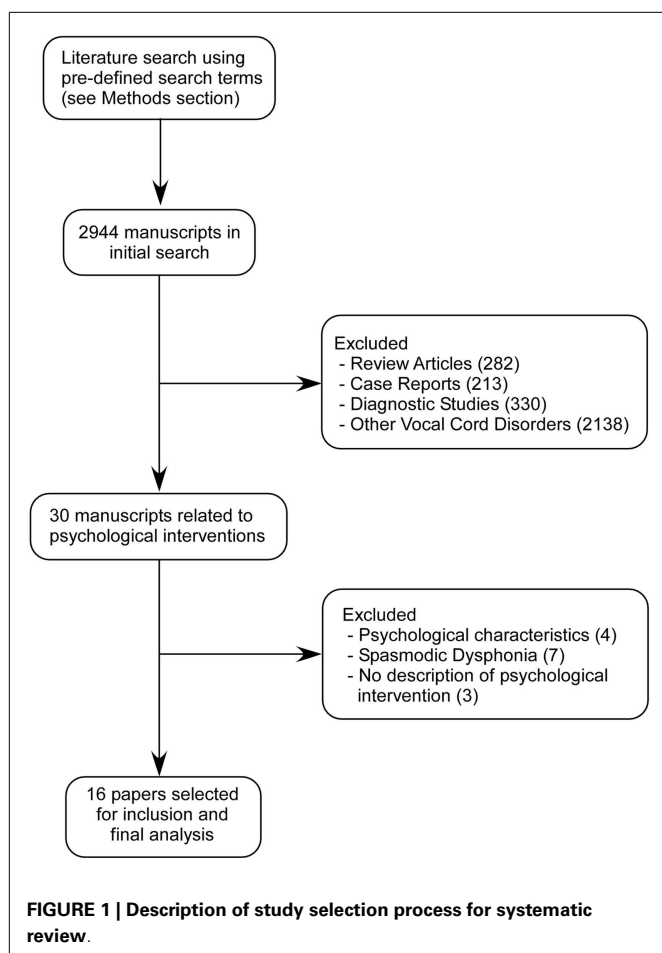 Literature search using
pre-defined search terms
(see Methods section)
2944 manuscripts in
initial search
Excluded
- Review Articles (282)
- Case Reports (213)
- Diagnostic Studies (330)
- Other Vocal Cord Disorders (2138)
30 manuscripts related to
psychological interventions
Excluded
- Psychological characteristics (4)
- Spasmodic Dysphonia (7)
- No description of psychological
intervention (3)
16 papers selected
for inclusion and
final analysis
FIGURE 1 | Description of study selection process for systematic
review.